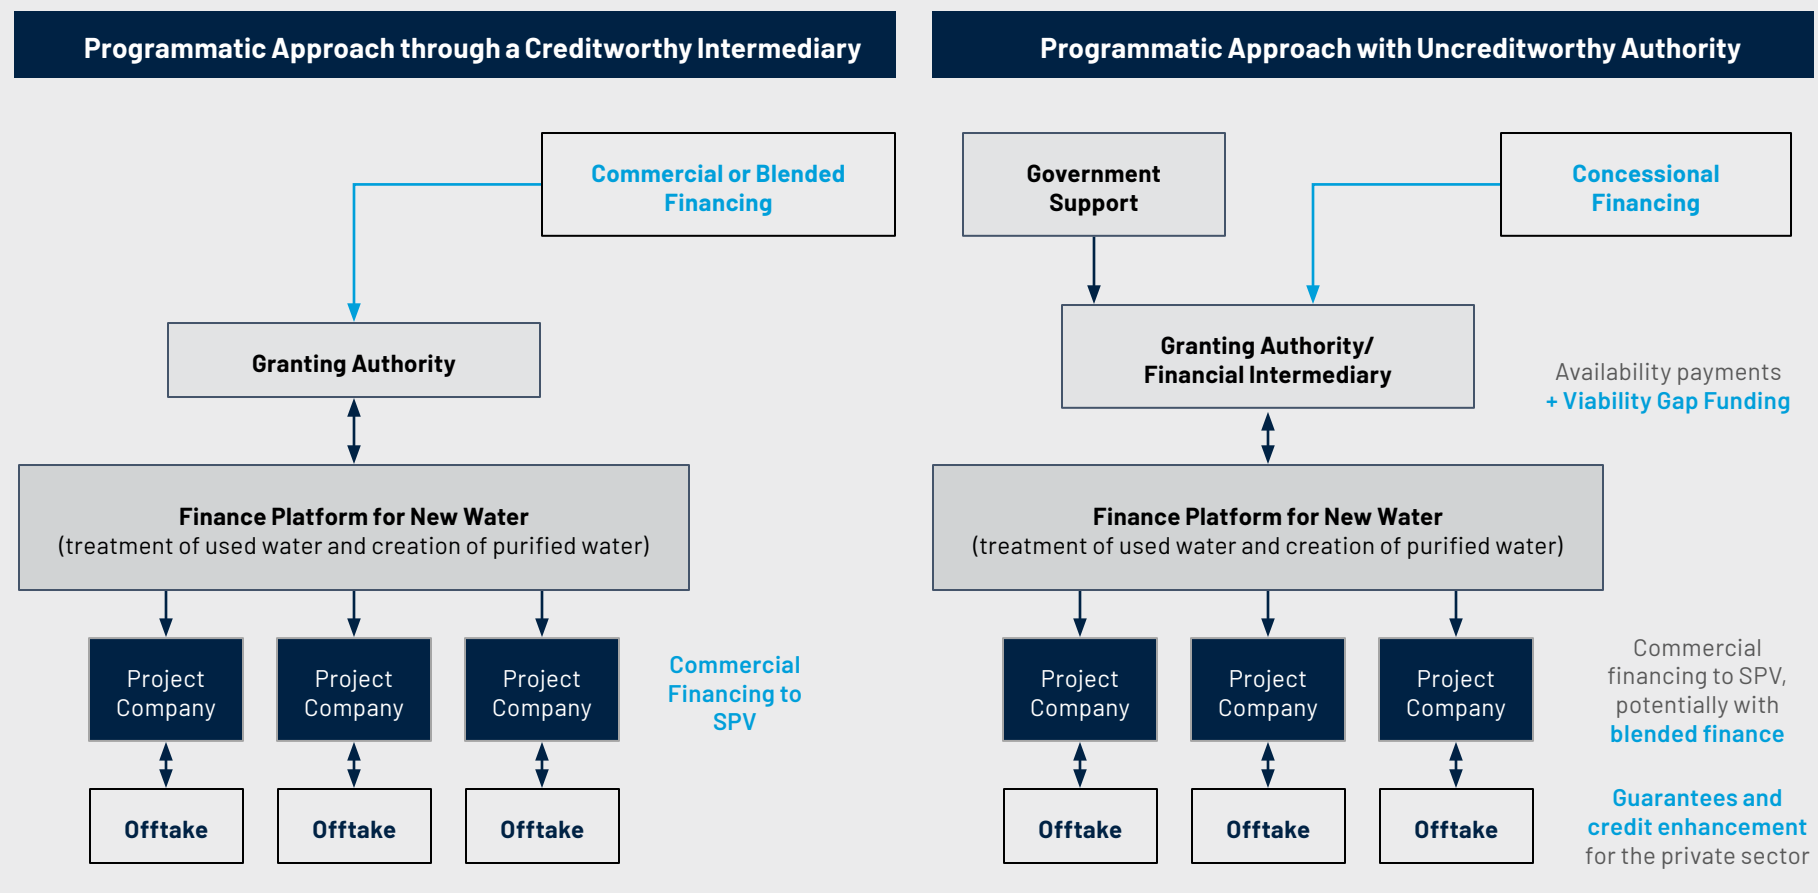 Programmatic Approach through a Creditworthy Intermediary
Commercial or Blended
Financing
Granting Authority
Finance Platform for New Water
(treatment of used water and creation of purified water)
Project
Company
Project
Company
Project
Company
Commercial
Financing to
SPV
Offtake
Offtake
Offtake
Programmatic Approach with Uncreditworthy Authority
Government
Support
Concessional
Financing
Granting Authority/
Financial Intermediary
Availability payments
+ Viability Gap Funding
Finance Platform for New Water
(treatment of used water and creation of purified water)
Project
Company
Project
Company
Project
Company
Commercial
financing to SPV,
potentially with
blended finance
Offtake
Offtake
Offtake
Guarantees and
credit enhancement
for the private sector